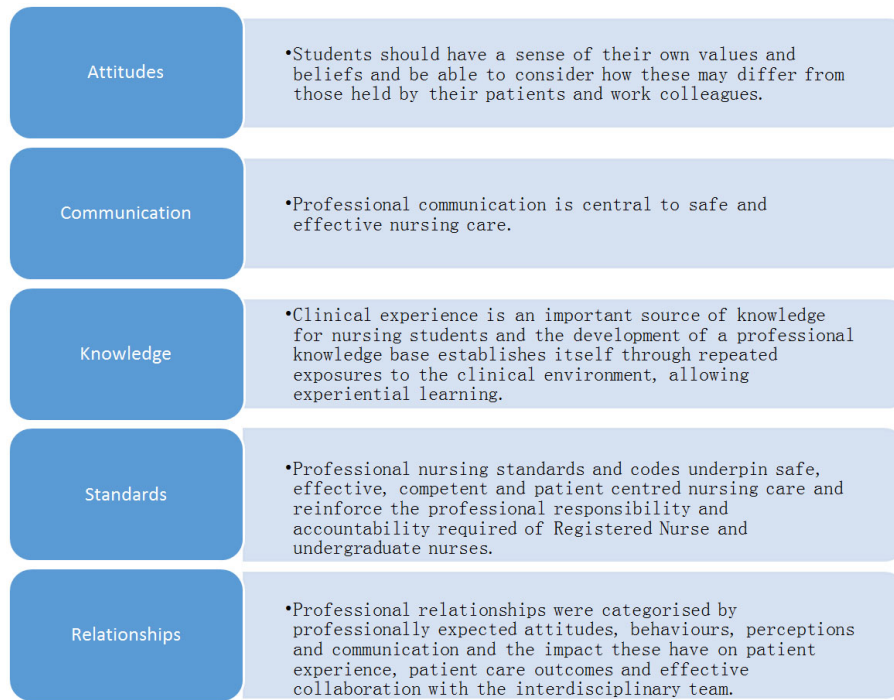 Attitudes
•Students should have a sense of their own values and
beliefs and be able to consider how these may differ from
those held by their patients and work colleagues.
Communication
•Professional communication is central to safe and
effective nursing care.
Knowledge
•Clinical experience is an important source of knowledge
for nursing students and the development of a professional
knowledge base establishes itself through repeated
exposures to the clinical environment, allowing
experiential learning.
Standards
•Professional nursing standards and codes underpin safe,
effective, competent and patient centred nursing care and
reinforce the professional responsibility and
accountability required of Registered Nurse and
undergraduate nurses.
Relationships
•Professional relationships were categorised by
professionally expected attitudes, behaviours, perceptions
and communication and the impact these have on patient
experience, patient care outcomes and effective
collaboration with the interdisciplinary team.